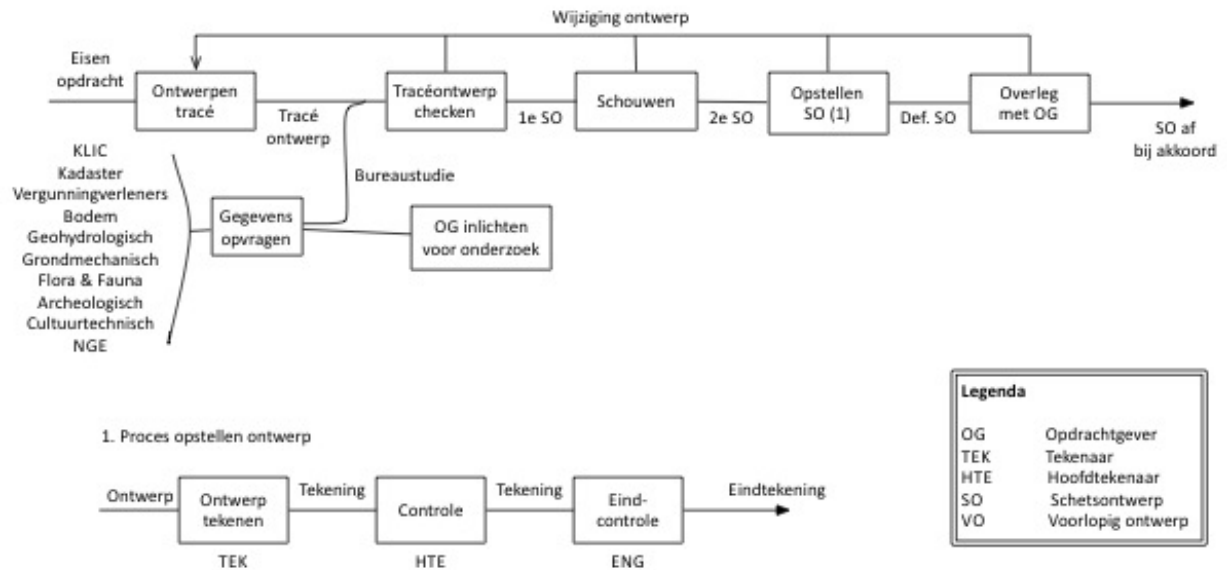 Wijziging ontwerp
Eisen
opdracht
Ontwerpen
tracé
Tracé
ontwerp
Tracéontwerp
checken
1e SO
Schouwen
2e SO
Opstellen
SO (1)
Def. SO
Overleg
met OG
SO af
bij akkoord
KLIC
Kadaster
Vergunningverleners
Bodem
Geohydrologisch
Grondmechanisch
Flora & Fauna
Archeologisch
Cultuurtechnisch
NGE
Gegevens
opvragen
Bureaustudie
OG inlichten
voor onderzoek
Legenda
OG Opdrachtgever
TEK Tekenaar
HTE Hoofdtekenaar
SO Schetsontwerp
VO Voorlopig ontwerp
1. Proces opstellen ontwerp
Ontwerp
Ontwerp
tekenen
TEK
Tekening
Controle
HTE
Tekening
Eind-
controle
ENG
Eindtekening